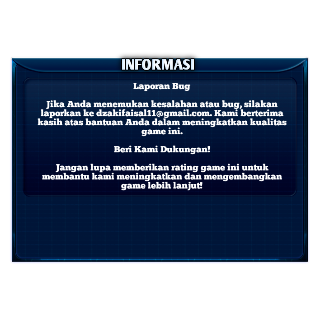 INFORMASI
Laporan Bug
Jika Anda menemukan kesalahan atau bug, silakan
laporkan ke dzakifaisal11@gmail.com. Kami berterima
kasih atas bantuan Anda dalam meningkatkan kualitas
game ini.
Beri Kami Dukungan!
Jangan lupa memberikan rating game ini untuk
membantu kami meningkatkan dan mengembangkan
game lebih lanjut!